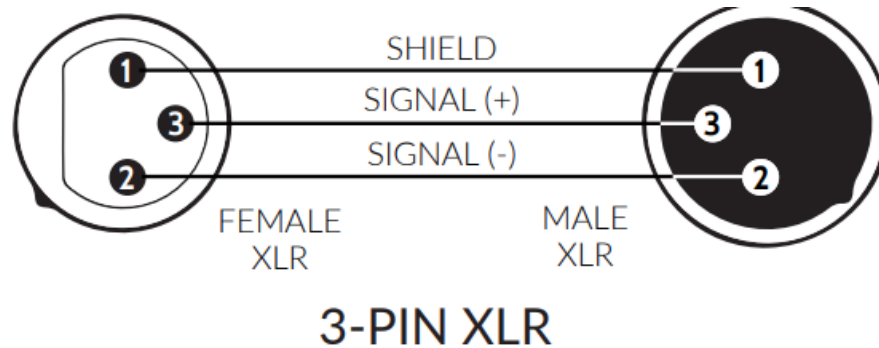 SHIELD
1 1
SIGNAL (+)
3 3
SIGNAL (-)
2 2
FEMALE XLR
MALE XLR
3-PIN XLR